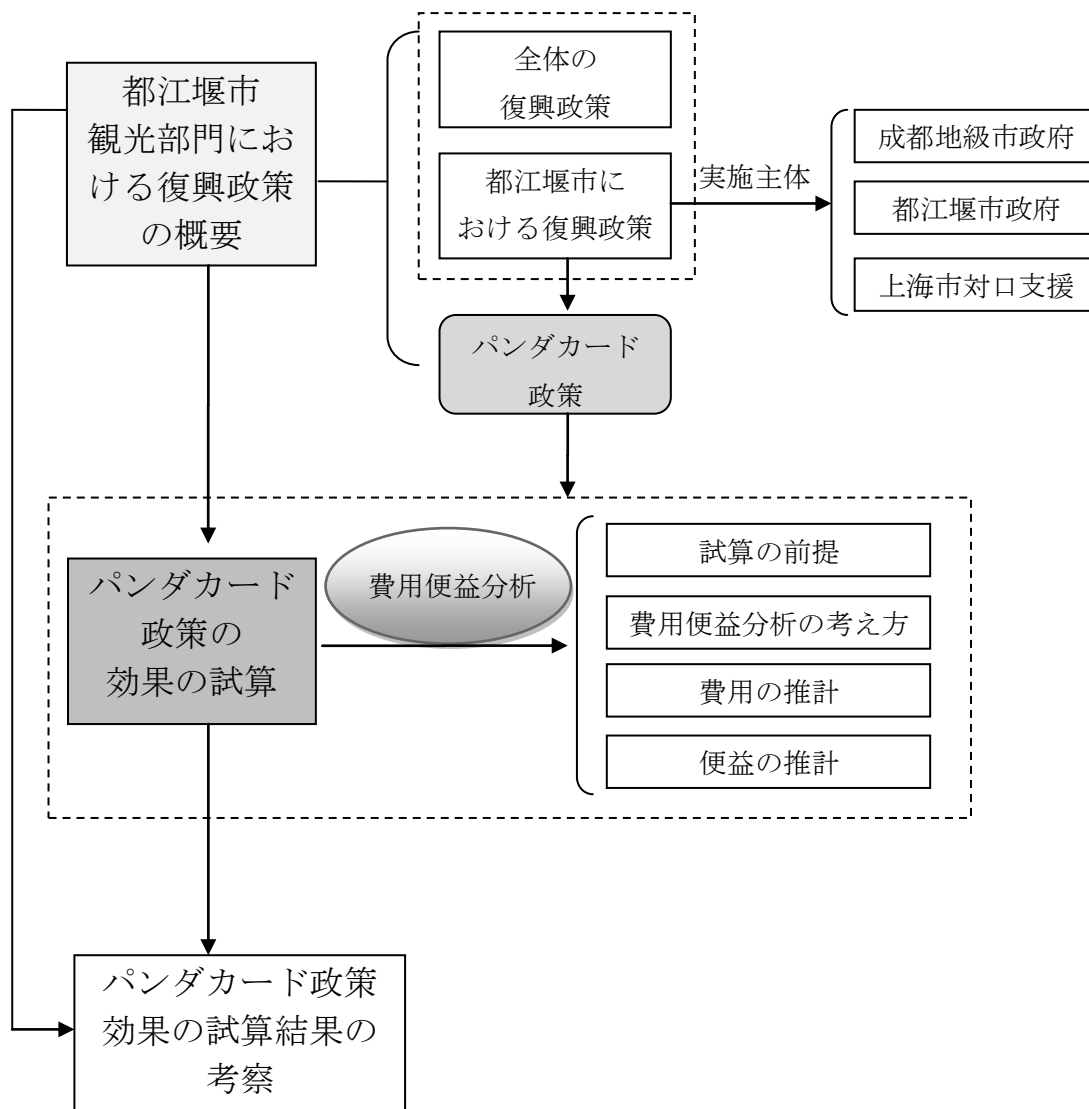 都江堰市
観光部門にお
ける復興政策
の概要
全体の
復興政策
都江堰市に
おける復興政策
実施主体
成都地級市政府
都江堰市政府
上海市対口支援
パンダカード
政策
パンダカード
政策の
効果の試算
費用便益分析
試算の前提
費用便益分析の考え方
費用の推計
便益の推計
パンダカード政策
効果の試算結果の
考察